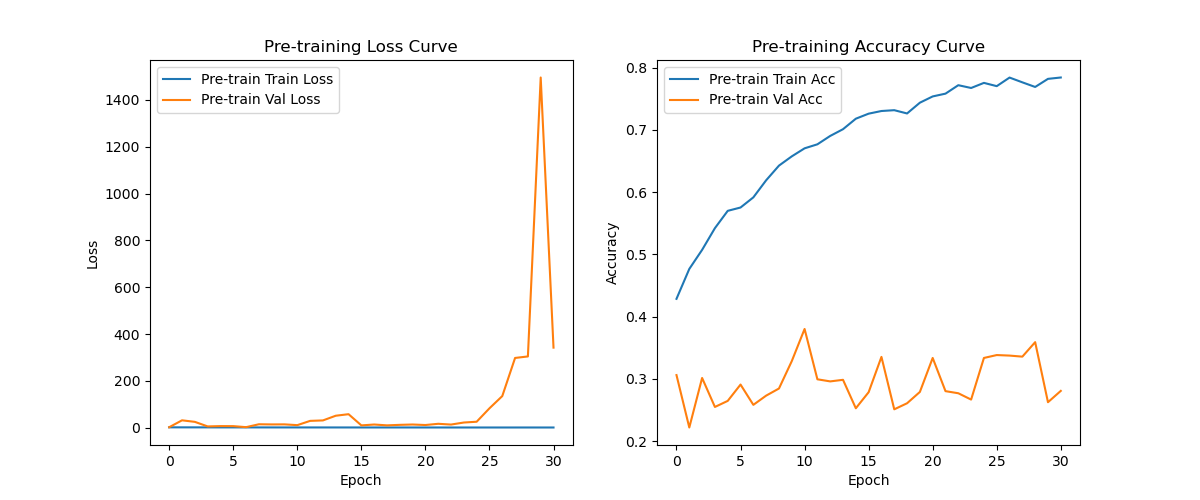 Pre-training Loss Curve
Pre-train Train Loss
Pre-train Val Loss
1400
1200
1000
800
600
400
200
0
Loss
0 5 10 15 20 25 30
Epoch
Pre-training Accuracy Curve
Pre-train Train Acc
Pre-train Val Acc
0.8
0.7
0.6
0.5
0.4
0.3
0.2
Accuracy
0 5 10 15 20 25 30
Epoch